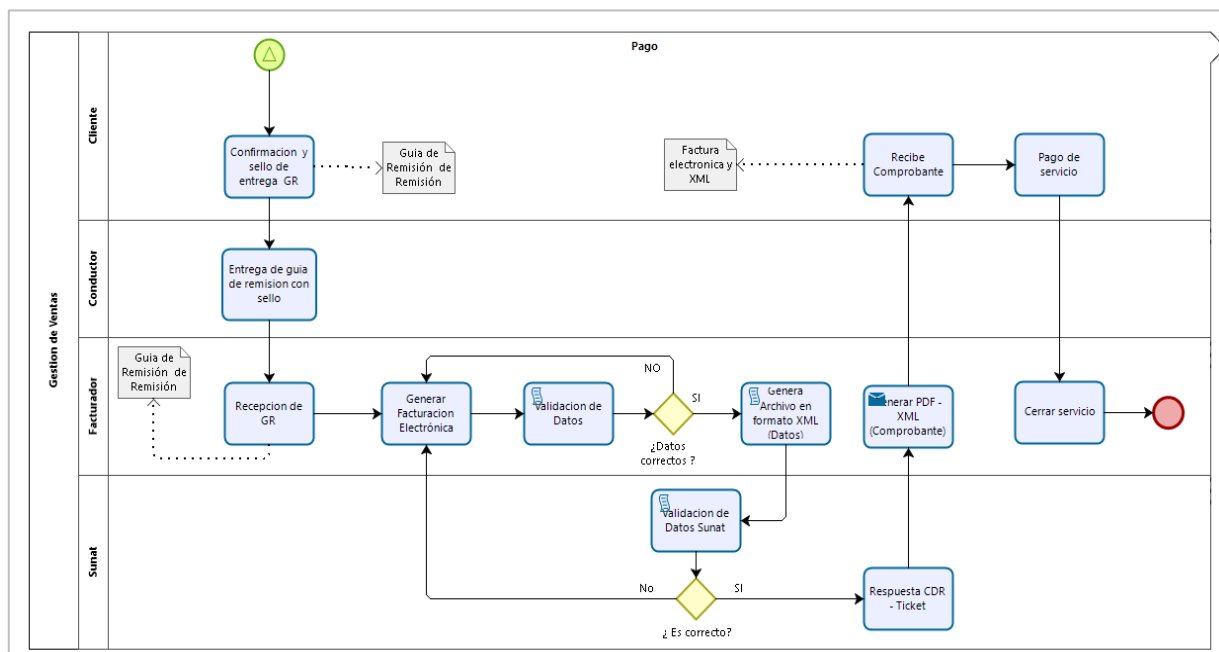 Pago
Gestion de Ventas
Cliente
Confirmacion y
sello de
entrega GR
Guia de
Remisión de
Remisión
Factura
electronica y
XML
Recibe
Comprobante
Pago de
servicio
Conductor
Entrega de guia
de remision con
sello
Facturador
Guia de
Remisión de
Remisión
Recepcion de
GR
Generar
Facturacion
Electrónica
Validacion de
Datos
NO
SI
¿Datos
correctos ?
Genera
Archivo en
formato XML
(Datos)
Generar PDF -
XML
(Comprobante)
Cerrar servicio
Sunat
Validacion de
Datos Sunat
No
SI
¿ Es correcto?
Respuesta CDR
- Ticket